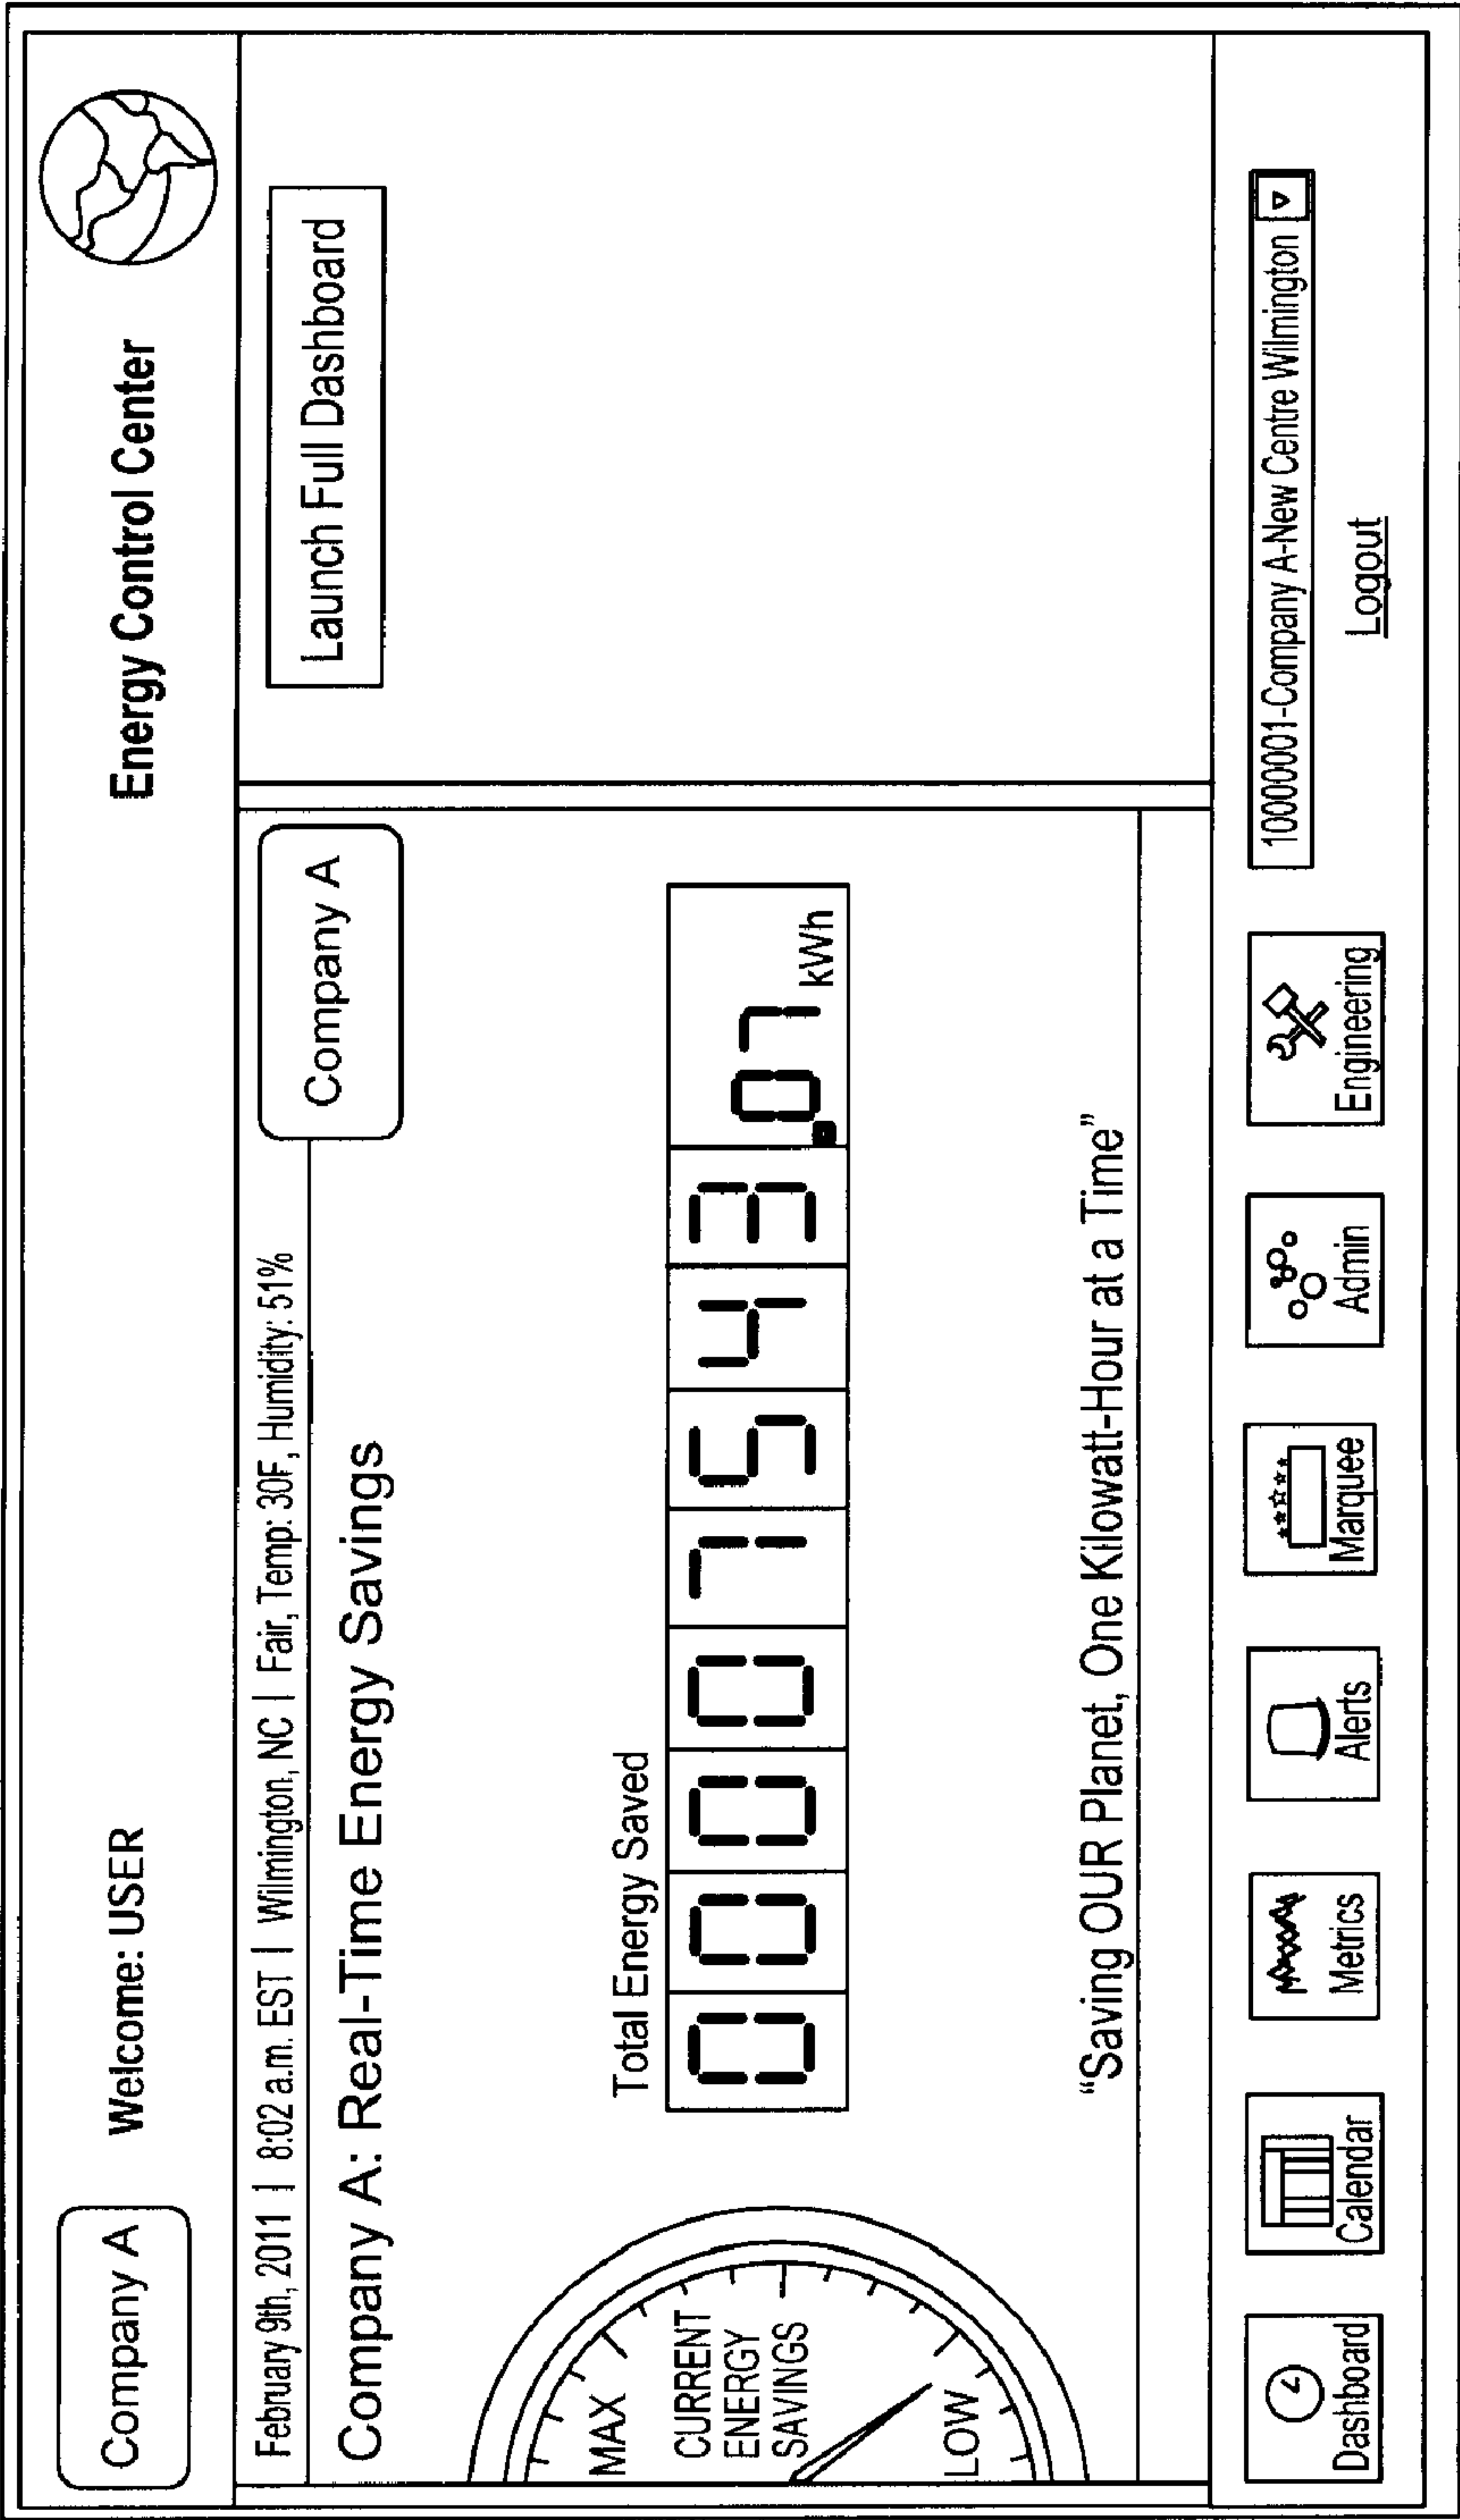 Company A
Welcome: USER
Energy Control Center
February 9th, 2011 | 8:02 a.m. EST | Wilmington, NC | Fair, Temp: 30F, Humidity: 51%
Company A
Launch Full Dashboard
Company A: Real-Time Energy Savings
MAX
CURRENT
ENERGY
SAVINGS
LOW
Total Energy Saved
00007543.07 kWh
“Saving OUR Planet, One Kilowatt-Hour at a Time”
Dashboard
Calendar
Metrics
Alerts
Marquee
Admin
Engineering
1000001-Company A-New Centre Wilmington
Logout